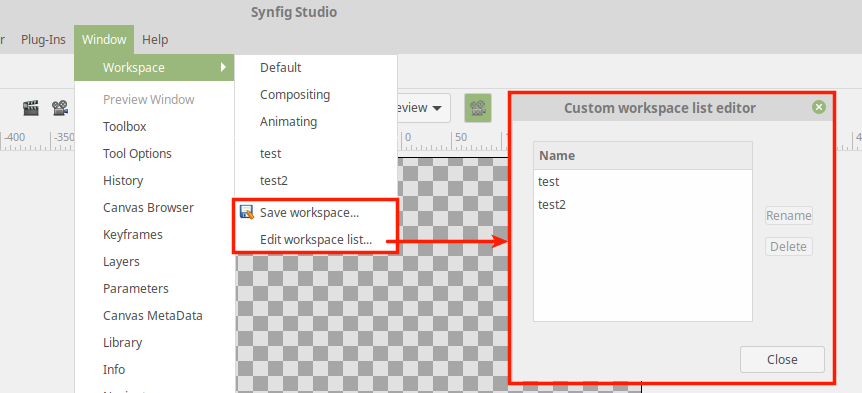 Synfig Studio
r Plug-Ins Window Help
Workspace
Preview Window
Toolbox
Tool Options
History
Canvas Browser
Keyframes
Layers
Parameters
Canvas MetaData
Library
Info
Default
Compositing
Animating
test
test2
Save workspace...
Edit workspace list...
eview
-400 -350 0 50 1 4
Custom workspace list editor
Name
test
test2
Rename
Delete
Close